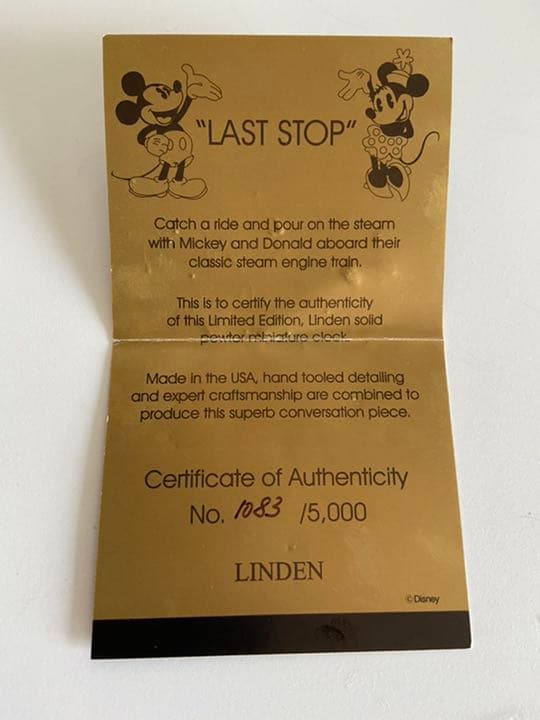 "LAST STOP"
Catch a ride and pour on the steam
with Mickey and Donald aboard their
classic steam engine train.
This is to certify the authenticity
of this Limited Edition, Linden solid
pewter miniature clock.
Made in the USA, hand tooled detailing
and expert craftsmanship are combined to
produce this superb conversation piece.
Certificate of Authenticity
No. 1083 /5,000
LINDEN
©Disney